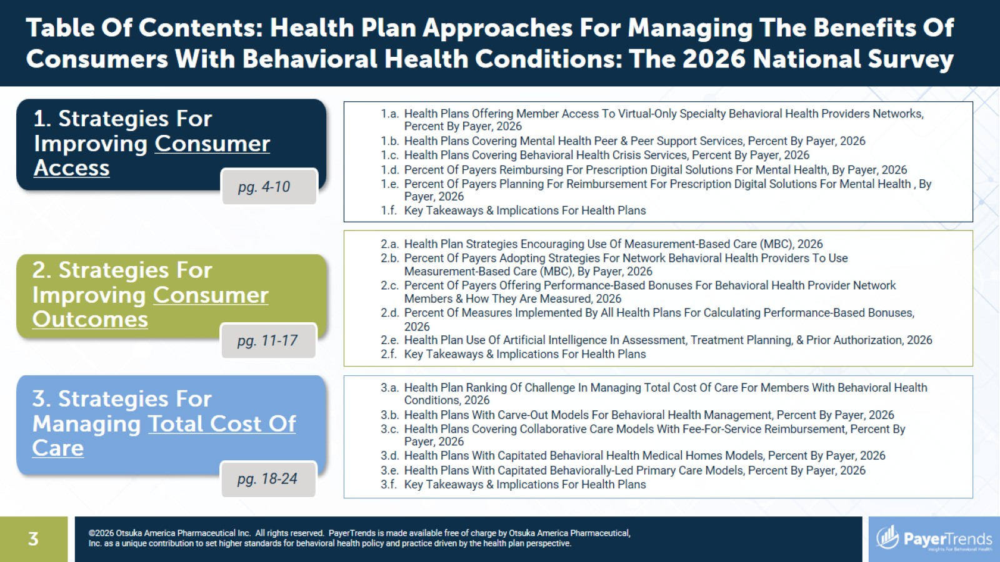 Table Of Contents: Health Plan Approaches For Managing The Benefits Of
Consumers With Behavioral Health Conditions: The 2026 National Survey
1. Strategies For
Improving Consumer
Access
pg. 4-10
1.a. Health Plans Offering Member Access To Virtual-Only Specialty Behavioral Health Providers Networks,
Percent By Payer, 2026
1.b. Health Plans Covering Mental Health Peer & Peer Support Services, Percent By Payer, 2026
1.c. Health Plans Covering Behavioral Health Crisis Services, Percent By Payer, 2026
1.d. Percent Of Payers Reimbursing For Prescription Digital Solutions For Mental Health, By Payer, 2026
1.e. Percent Of Payers Planning For Reimbursement For Prescription Digital Solutions For Mental Health , By
Payer, 2026
1.f. Key Takeaways & Implications For Health Plans
2. Strategies For
Improving Consumer
Outcomes
pg. 11-17
2.a. Health Plan Strategies Encouraging Use Of Measurement-Based Care (MBC), 2026
2.b. Percent Of Payers Adopting Strategies For Network Behavioral Health Providers To Use
Measurement-Based Care (MBC), By Payer, 2026
2.c. Percent Of Payers Offering Performance-Based Bonuses For Behavioral Health Provider Network
Members & How They Are Measured, 2026
2.d. Percent Of Measures Implemented By All Health Plans For Calculating Performance-Based Bonuses,
2026
2.e. Health Plan Use Of Artificial Intelligence In Assessment, Treatment Planning, & Prior Authorization, 2026
2.f. Key Takeaways & Implications For Health Plans
3. Strategies For
Managing Total Cost Of
Care
pg. 18-24
3.a. Health Plan Ranking Of Challenge In Managing Total Cost Of Care For Members With Behavioral Health
Conditions, 2026
3.b. Health Plans With Carve-Out Models For Behavioral Health Management, Percent By Payer, 2026
3.c. Health Plans Covering Collaborative Care Models With Fee-For-Service Reimbursement, Percent By
Payer, 2026
3.d. Health Plans With Capitated Behavioral Health Medical Homes Models, Percent By Payer, 2026
3.e. Health Plans With Capitated Behaviorally-Led Primary Care Models, Percent By Payer, 2026
3.f. Key Takeaways & Implications For Health Plans
3
©2026 Otsuka America Pharmaceutical Inc. All rights reserved. PayerTrends is made available free of charge by Otsuka America Pharmaceutical,
Inc. as a unique contribution to set higher standards for behavioral health policy and practice driven by the health plan perspective.
PayerTrends
Insights For Behavioral Health